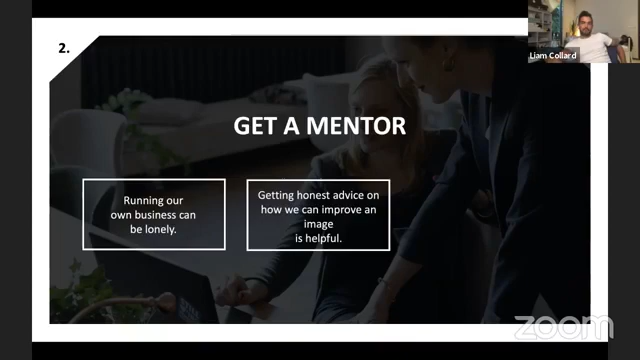 Liam Collard
2.
GET A MENTOR
Running our
own business can
be lonely.
Getting honest advice on
how we can improve an
image
is helpful.
zoom